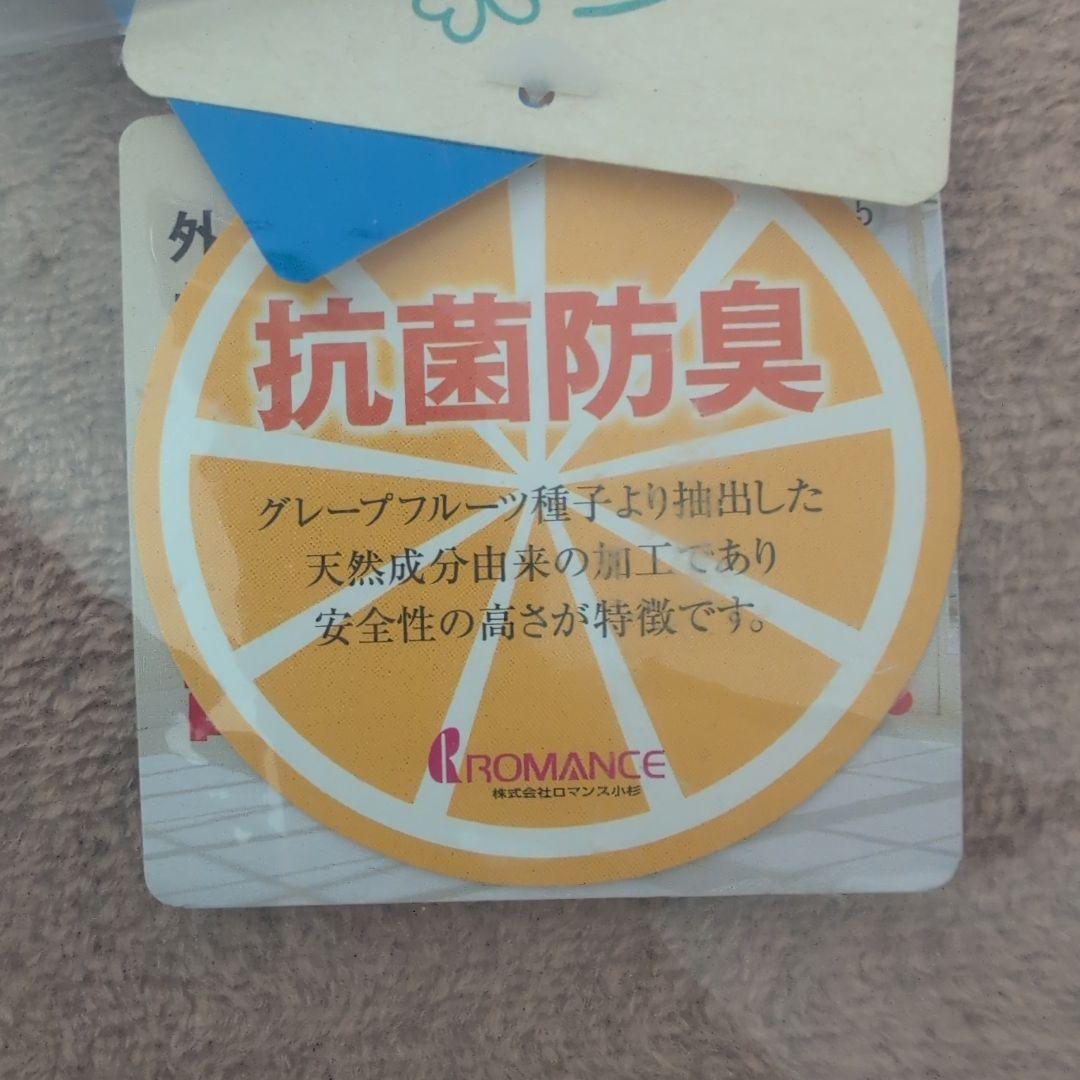 外
5
抗菌防臭
グレープフルーツ種子より抽出した
天然成分由来の加工であり
安全性の高さが特徴です。
ROMANCE
株式会社ロマンス小杉